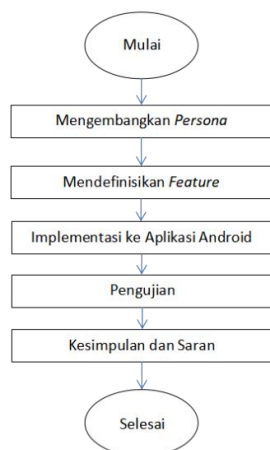 Mulai
Mengembangkan Persona
Mendefinisikan Feature
Implementasi ke Aplikasi Android
Pengujian
Kesimpulan dan Saran
Selesai